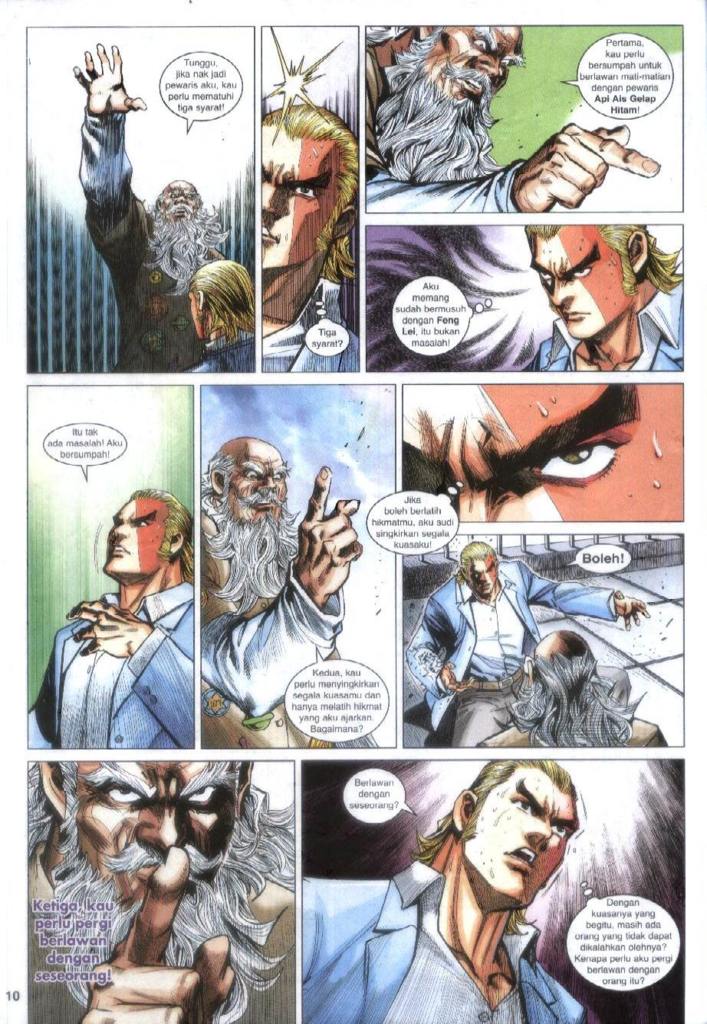 Tunggu,
jika nak jadi
pewaris aku, kau
perlu mematuhi
tiga syarat!
Tiga
syarat?
Pertama,
kau perlu
bersumpah untuk
berlawan mati-matian
dengan pewaris
Api Ais Gelap
Hitam!
Aku
memang
sudah bermusuh
dengan Feng
Lei, itu bukan
masalah!
Itu tak
ada masalah! Aku
bersumpah!
Kedua, kau
perlu menyingkirkan
segala kuasamu dan
hanya melatih hikmat
yang aku ajarkan.
Bagaimana?
Jika
boleh berlatih
hikmatmu, aku sudi
singkirkan segala
kuasaku!
Boleh!
Ketiga, kau
perlu pergi
berlawan
dengan
seseorang!
Berlawan
dengan
seseorang?
Dengan
kuasanya yang
begitu, masih ada
orang yang tidak dapat
dikalahkan olehnya?
Kenapa perlu aku pergi
berlawan dengan
orang itu?
10